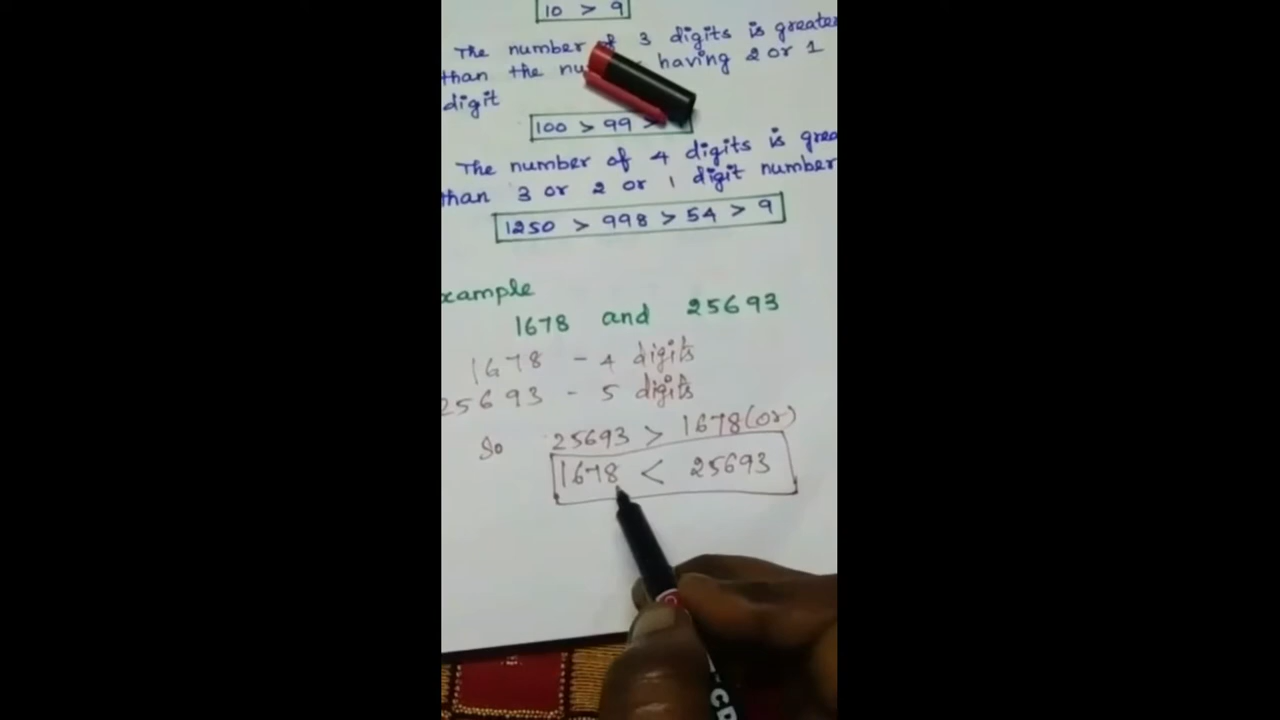 10 > 9
The number of 3 digits is greater
than the having 2 or 1
digit
100 > 99 >
The number of 4 digits is grea
than 3 or 2 or 1 digit number
1250 > 998 > 54 > 9
xample
1678 and 25693
1678 - 4 digits
25693 - 5 digits
So 25693 > 1678 (or)
1678 < 25693